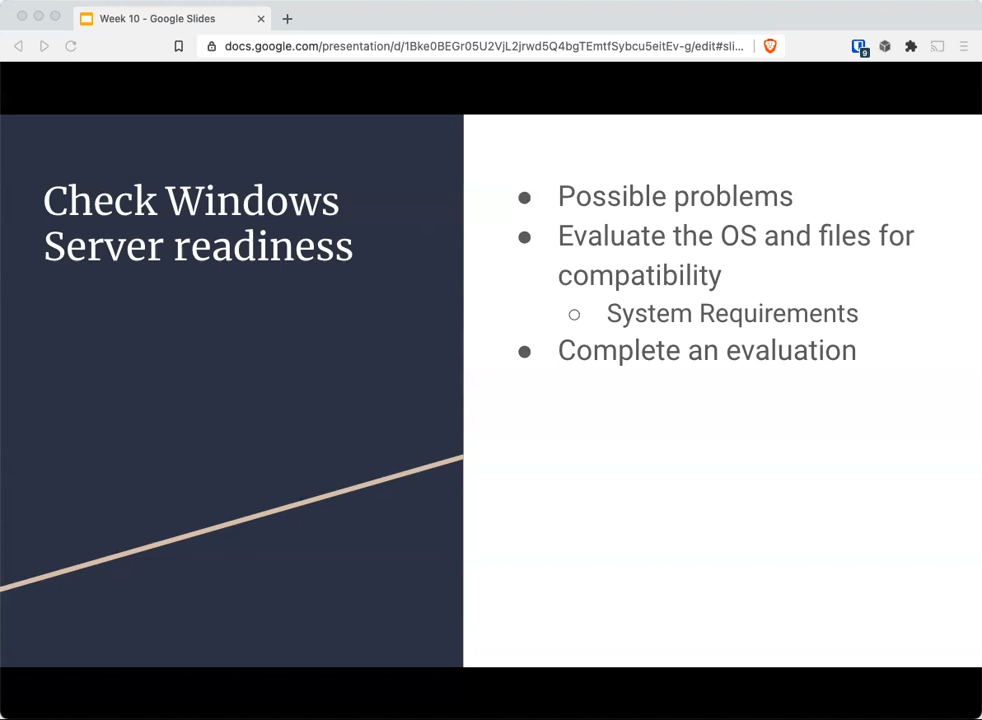 Week 10 - Google Slides
docs.google.com/presentation/d/1Bke0BEGr05U2VjL2jrwd5Q4bgTEmtfSybcu5eitEv-g/edit#sli...
9
Check Windows
Server readiness
● Possible problems
● Evaluate the OS and files for
compatibility
○ System Requirements
● Complete an evaluation